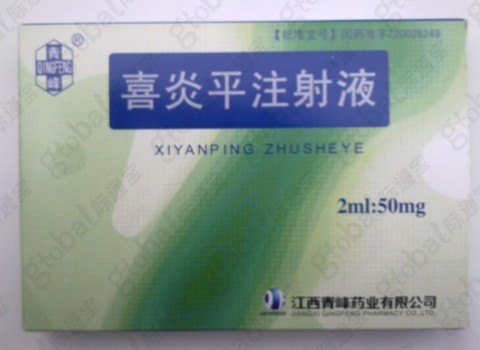 【批准文号】国药准字Z20026249
青
QINGFENG
峰
®
喜炎平注射液
XIYANPING ZHUSHEYE
2ml:50mg
江西青峰药业有限公司
JIANGXI QINGFENG PHARMACY CO.,LTD.